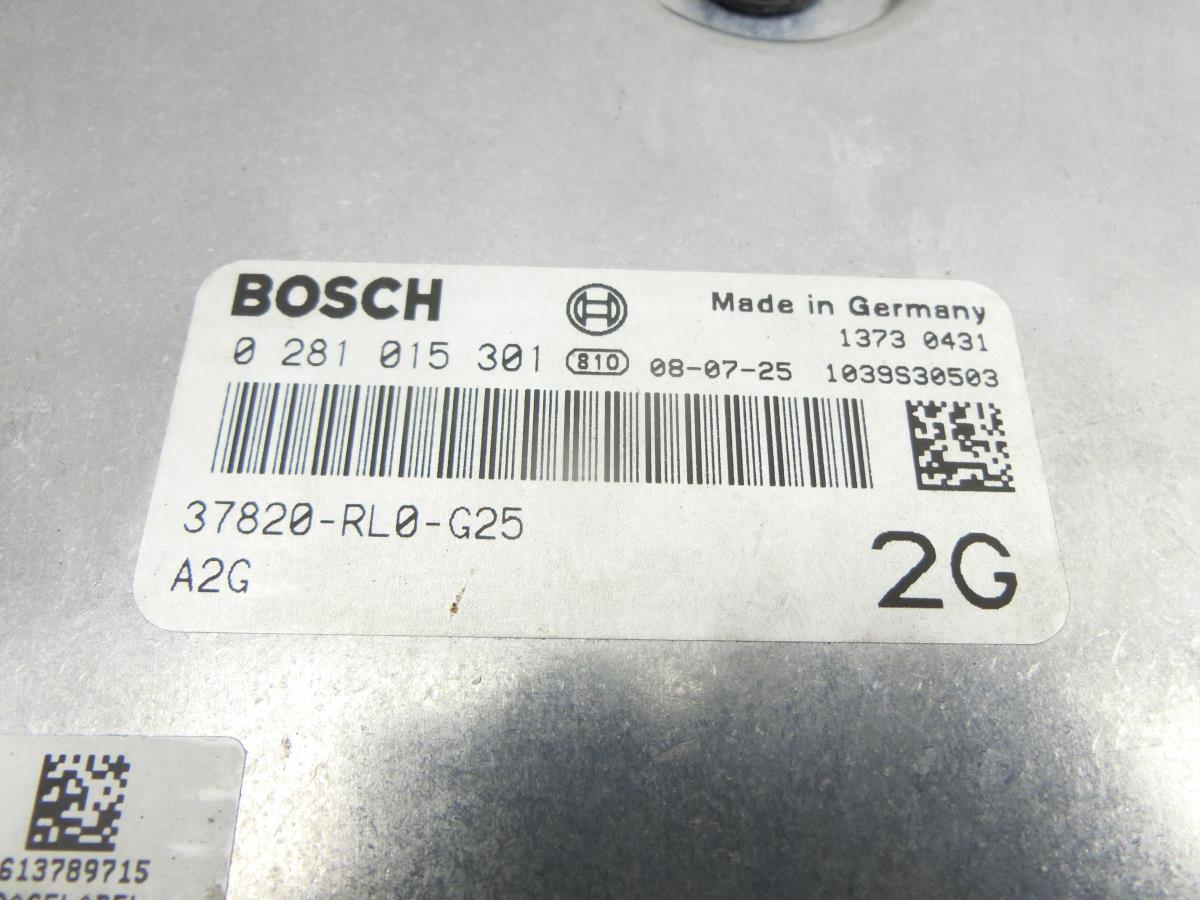 BOSCH
Made in Germany
1373 0431
0 281 015 301 810 08-07-25 1039S30503
37820-RL0-G25
A2G
2G
613789715